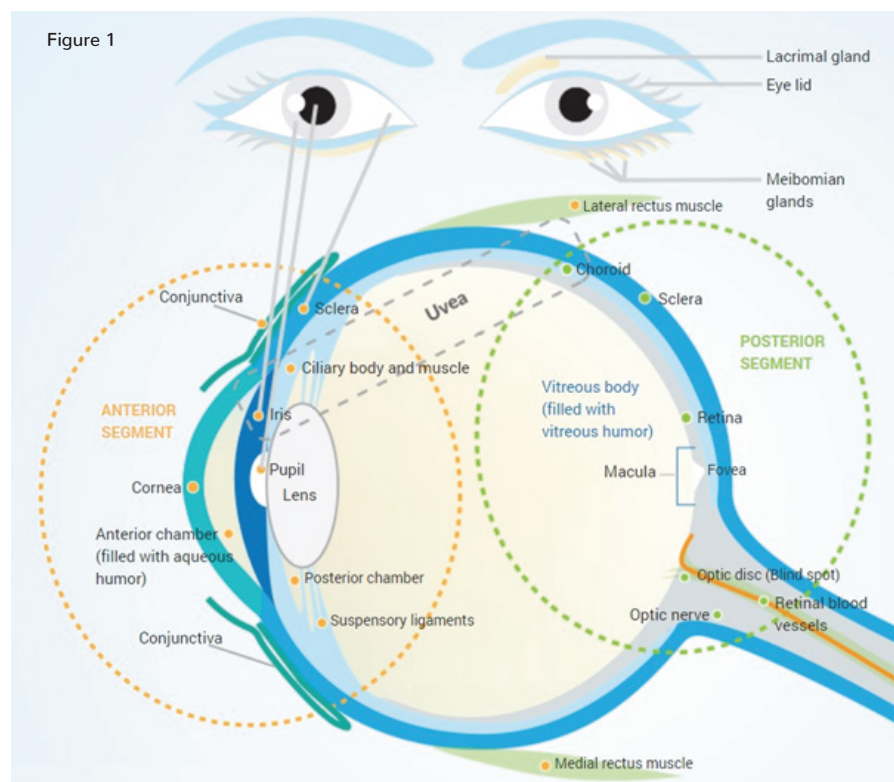 Figure 1
Lacrimal gland
Eye lid
Meibomian
glands
Lateral rectus muscle
Choroid
Conjunctiva
Sclera
Uvea
Sclera
POSTERIOR
SEGMENT
Ciliary body and muscle
Vitreous body
(filled with
vitreous humor)
ANTERIOR
SEGMENT
Iris
Retina
Pupil
Macula
Fovea
Cornea
Lens
Anterior chamber
(filled with aqueous
humor)
Posterior chamber
Optic disc (Blind spot)
Retinal blood
vessels
Optic nerve
Suspensory ligaments
Conjunctiva
Medial rectus muscle